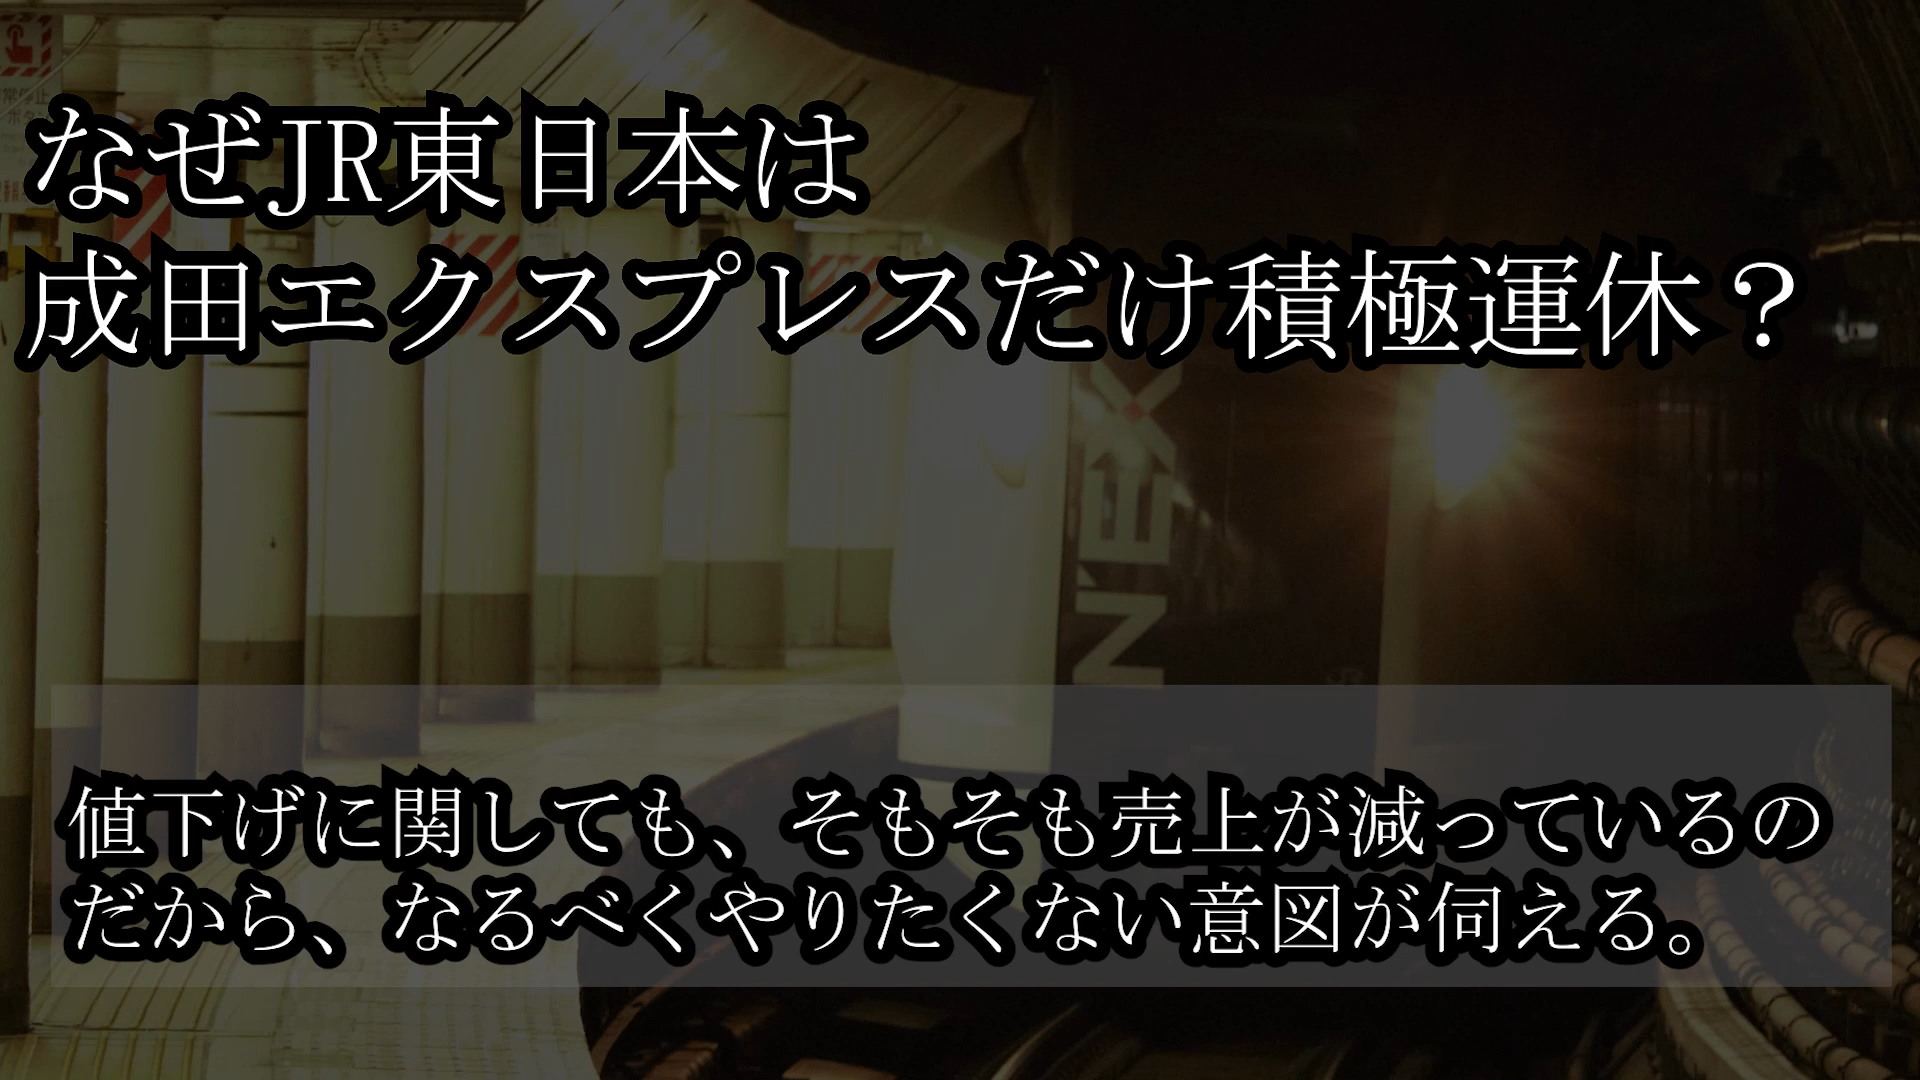 なぜJR東日本は
成田エクスプレスだけ積極運休？
NEX
値下げに関しても、そもそも売上が減っているの
だから、なるべくやりたくない意図が伺える。